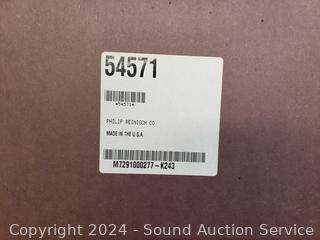 54571
*54571*
PHILIP REINISCH CO.
MADE IN THE U.S.A.
M7291000277-K243
Copyright 2024 - Sound Auction Service